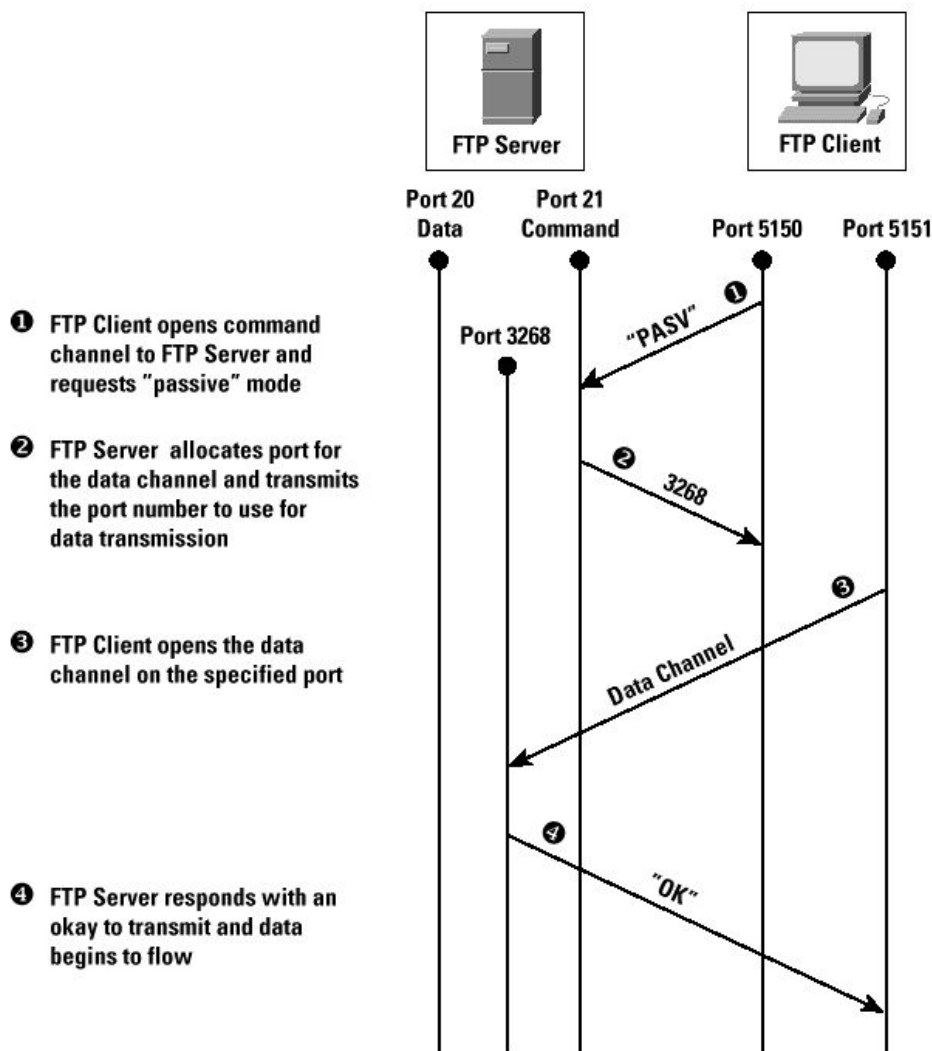 FTP Server
FTP Client
Port 20
Data
Port 21
Command
Port 5150
Port 5151
❶ FTP Client opens command
channel to FTP Server and
requests "passive" mode
Port 3268
❶
"PASV"
❷ FTP Server allocates port for
the data channel and transmits
the port number to use for
data transmission
❷
3268
❸ FTP Client opens the data
channel on the specified port
❸
Data Channel
❹ FTP Server responds with an
okay to transmit and data
begins to flow
❹
"OK"